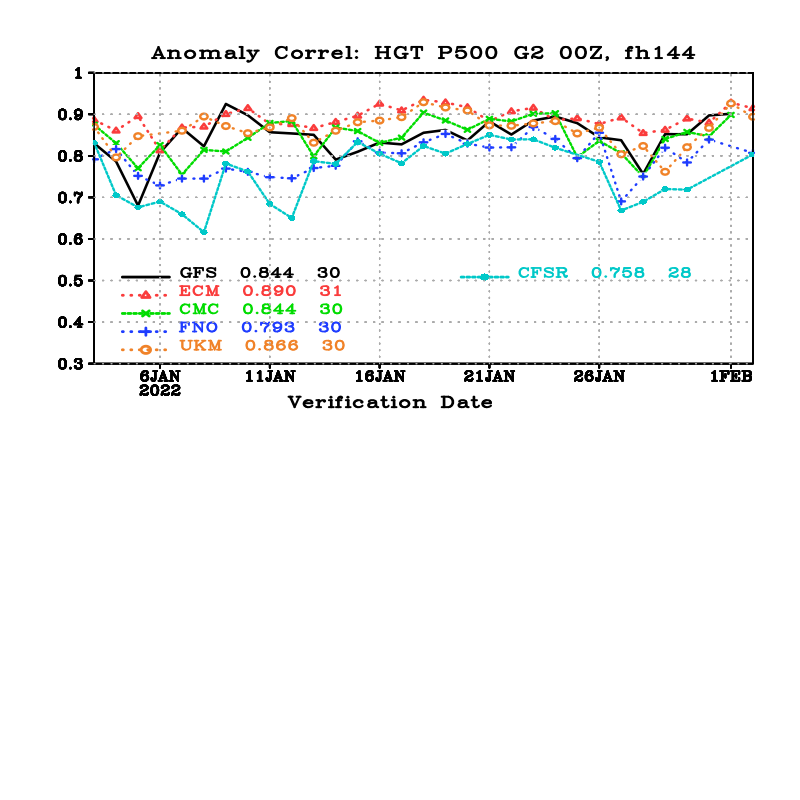 Anomaly Correl: HGT P500 G2 00Z, fh144
1
0.9
0.8
0.7
0.6
0.5
0.4
0.3
GFS 0.844 30
ECM 0.890 31
CMC 0.844 30
FNO 0.793 30
UKM 0.866 30
CFSR 0.758 28
6JAN 11JAN 16JAN 21JAN 26JAN 1FEB
2022
Verification Date